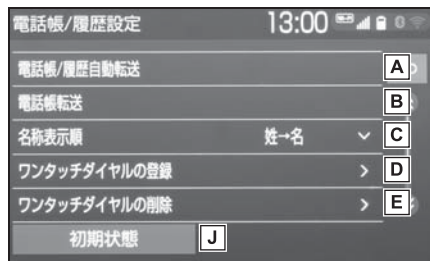 電話帳/履歴設定 13:00
電話帳/履歴自動転送 A
電話帳転送 B
名称表示順 姓→名 C
ワンタッチダイヤルの登録 > D
ワンタッチダイヤルの削除 > E
初期状態 J